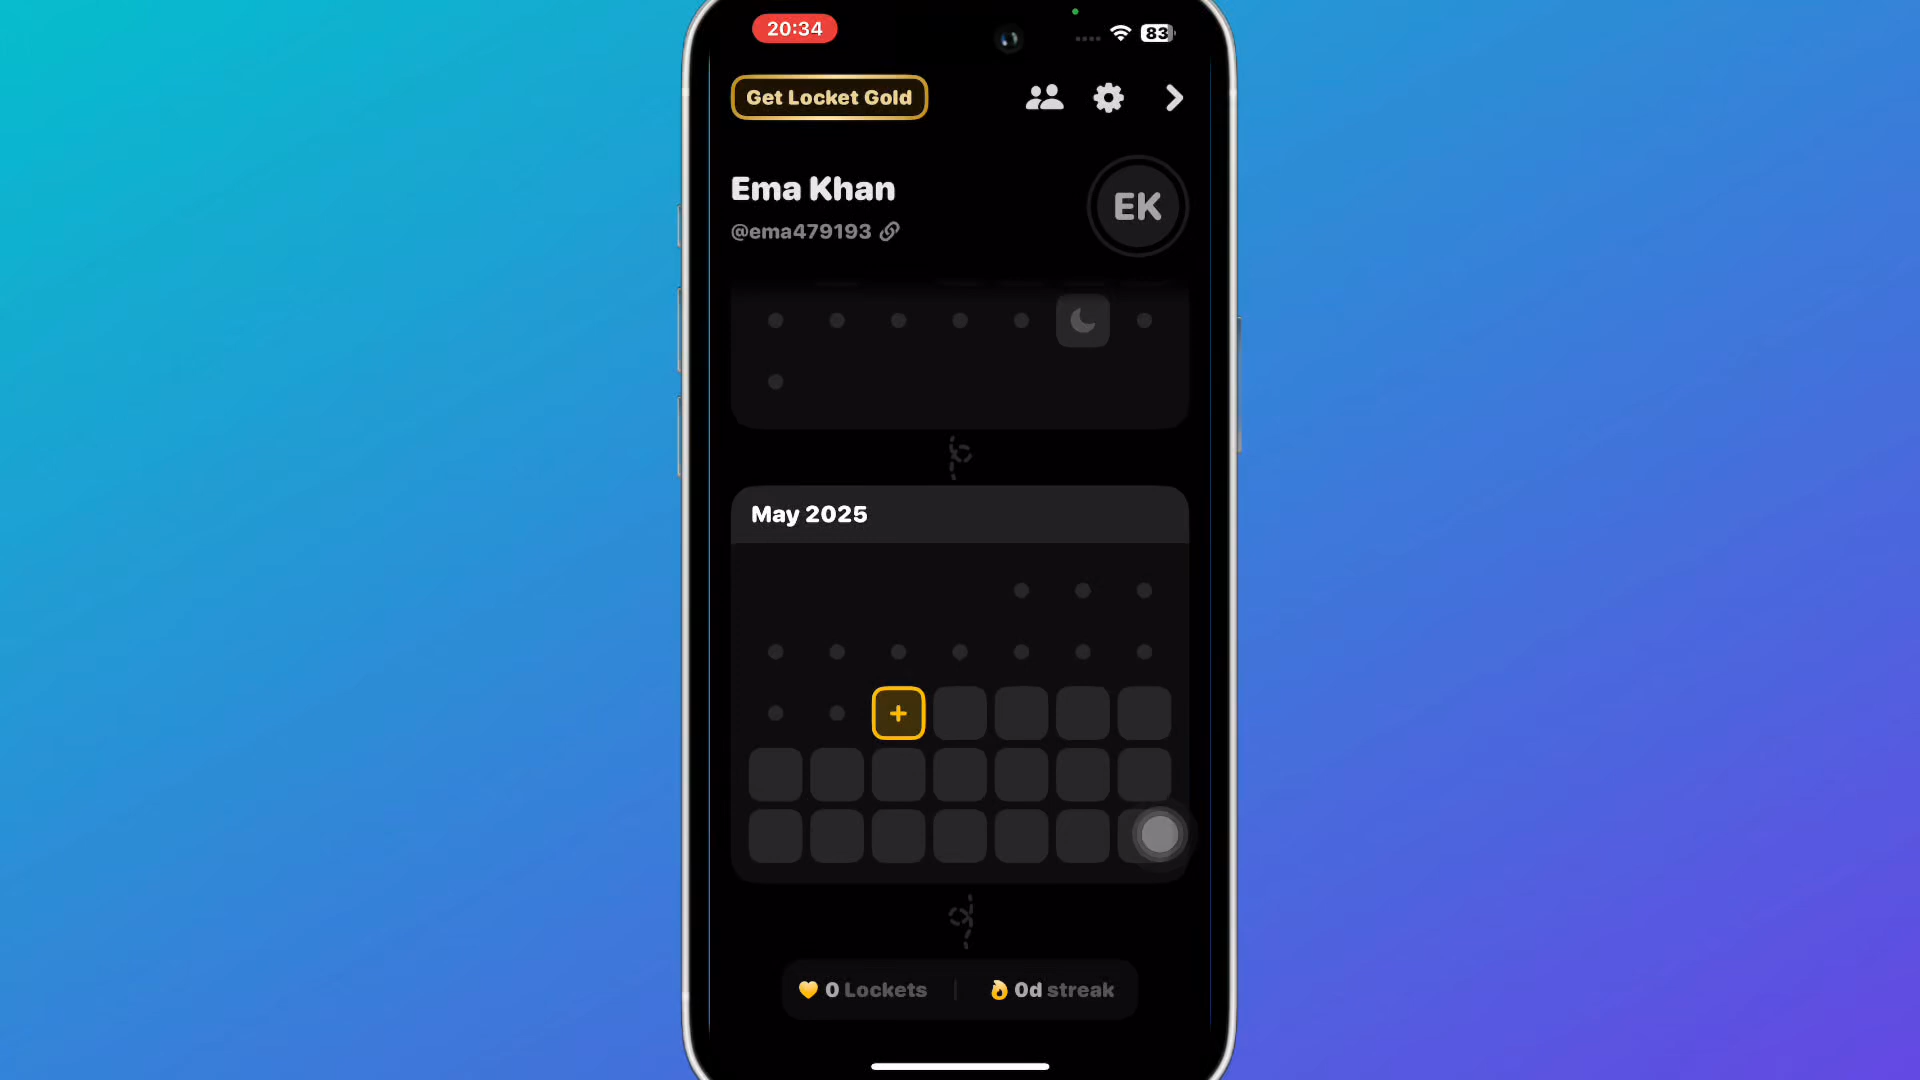 20:34
83
Get Locket Gold
Ema Khan
@ema479193
EK
May 2025
+
0 Lockets
0d streak